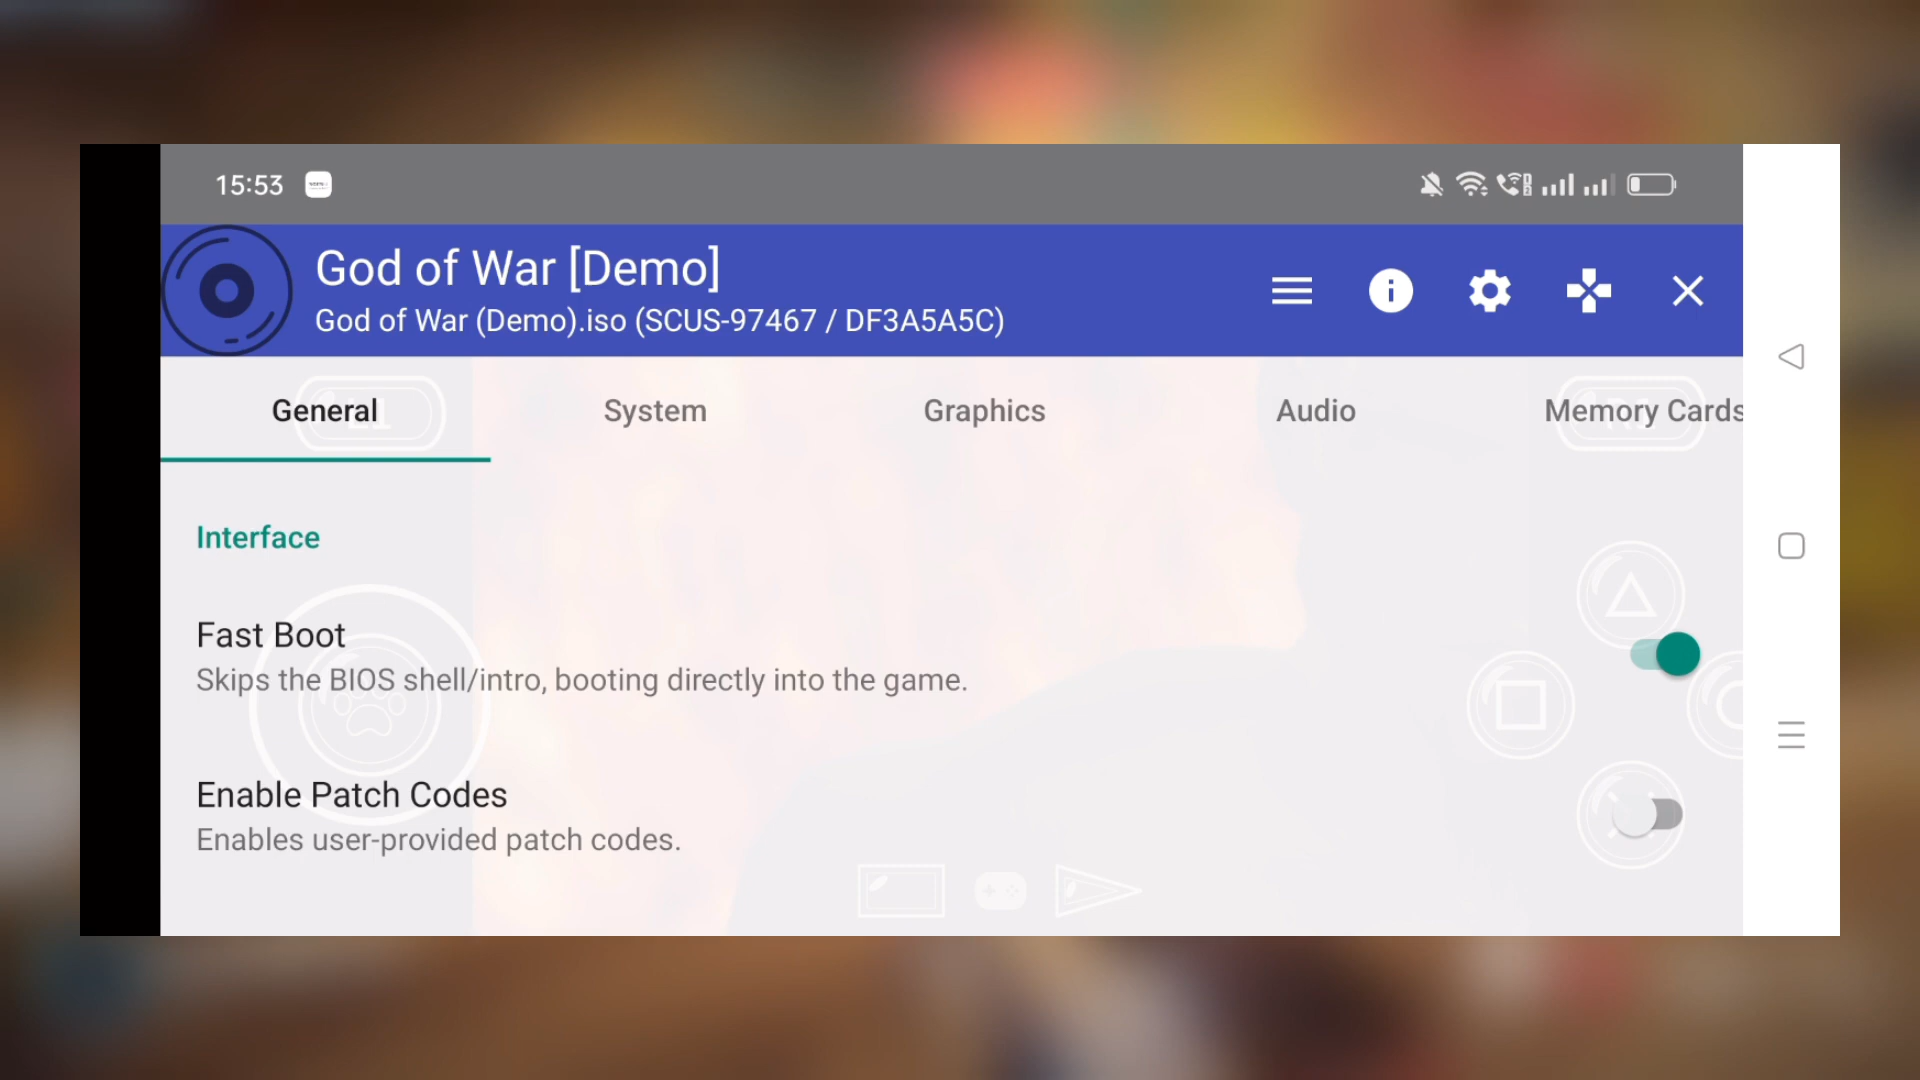 15:53
God of War [Demo]
God of War (Demo).iso (SCUS-97467 / DF3A5A5C)
General
System
Graphics
Audio
Memory Cards
Interface
Fast Boot
Skips the BIOS shell/intro, booting directly into the game.
Enable Patch Codes
Enables user-provided patch codes.